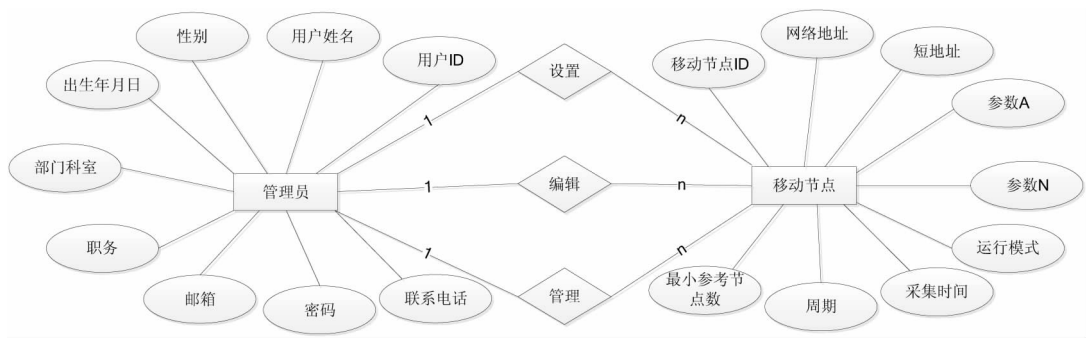 性别
用户姓名
用户ID
出生年月日
部门科室
管理员
职务
邮箱
密码
联系电话
1
设置
n
1
编辑
n
1
管理
n
移动节点ID
网络地址
短地址
参数A
移动节点
参数N
运行模式
采集时间
周期
最小参考节
点数